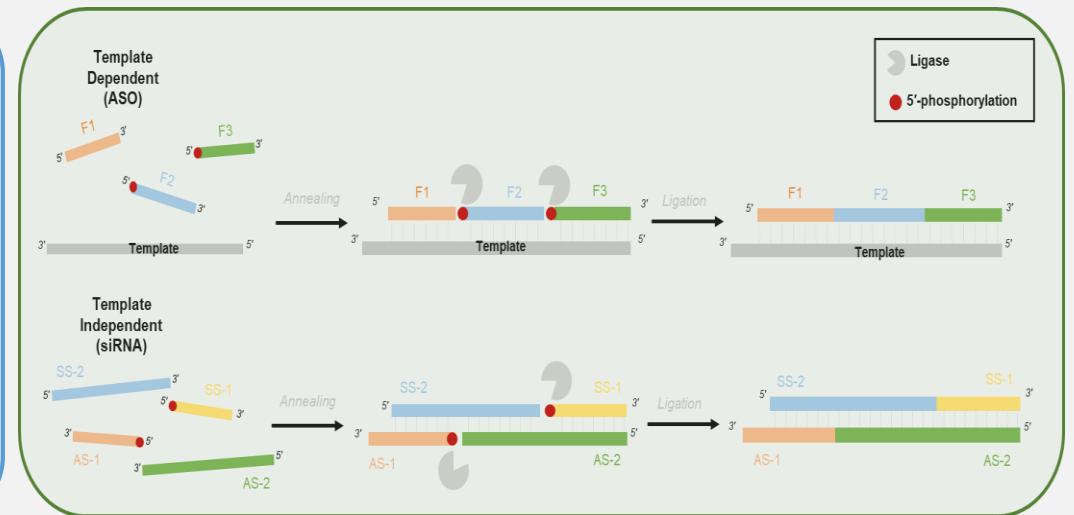 Template
Dependent
(ASO)
Ligase
5'-phosphorylation
F1
3'
5'
F3
5'
3'
5'
F2
3'
3'
Template
5'
Annealing
5'
F1
F2
F3
3'
3'
Template
5'
Ligation
5'
F1
F2
F3
3'
3'
Template
5'
Template
Independent
(siRNA)
SS-2
3'
5'
SS-1
5'
3'
3'
5'
AS-1
5'
3'
AS-2
Annealing
SS-2
SS-1
5'
3'
3'
5'
AS-1
AS-2
Ligation
SS-2
SS-1
5'
3'
3'
5'
AS-1
AS-2